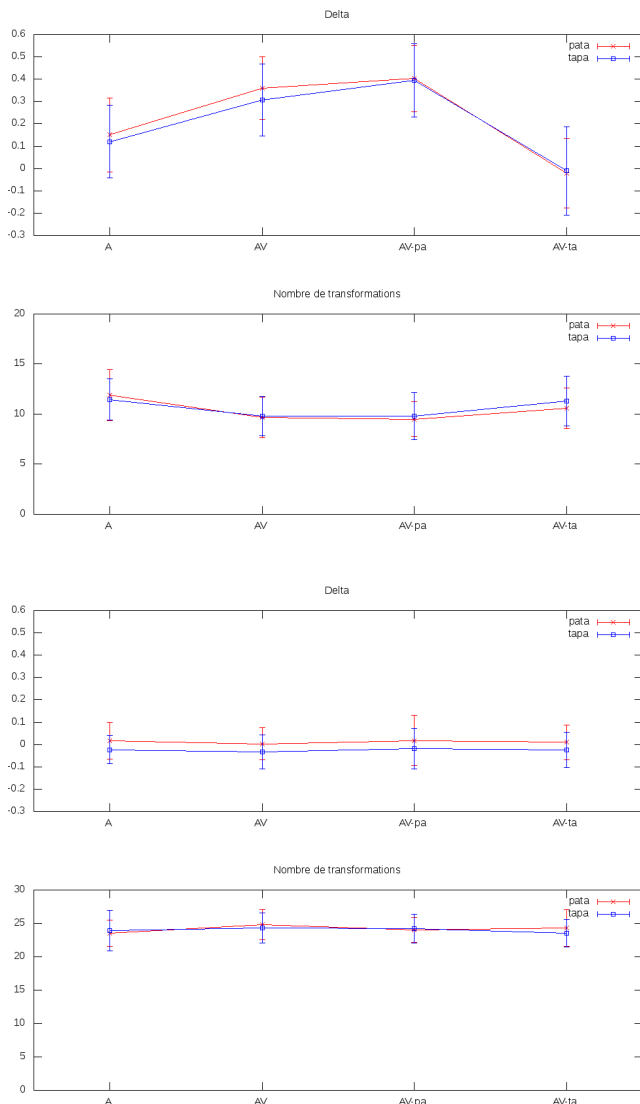 Delta
0.6
0.5
0.4
0.3
0.2
0.1
0
-0.1
-0.2
-0.3
pata
tapa
A AV AV-pa AV-ta
Nombre de transformations
20
15
10
5
0
pata
tapa
A AV AV-pa AV-ta
Delta
0.6
0.5
0.4
0.3
0.2
0.1
0
-0.1
-0.2
-0.3
pata
tapa
A AV AV-pa AV-ta
Nombre de transformations
30
25
20
15
10
5
0
pata
tapa
A AV AV-pa AV-ta